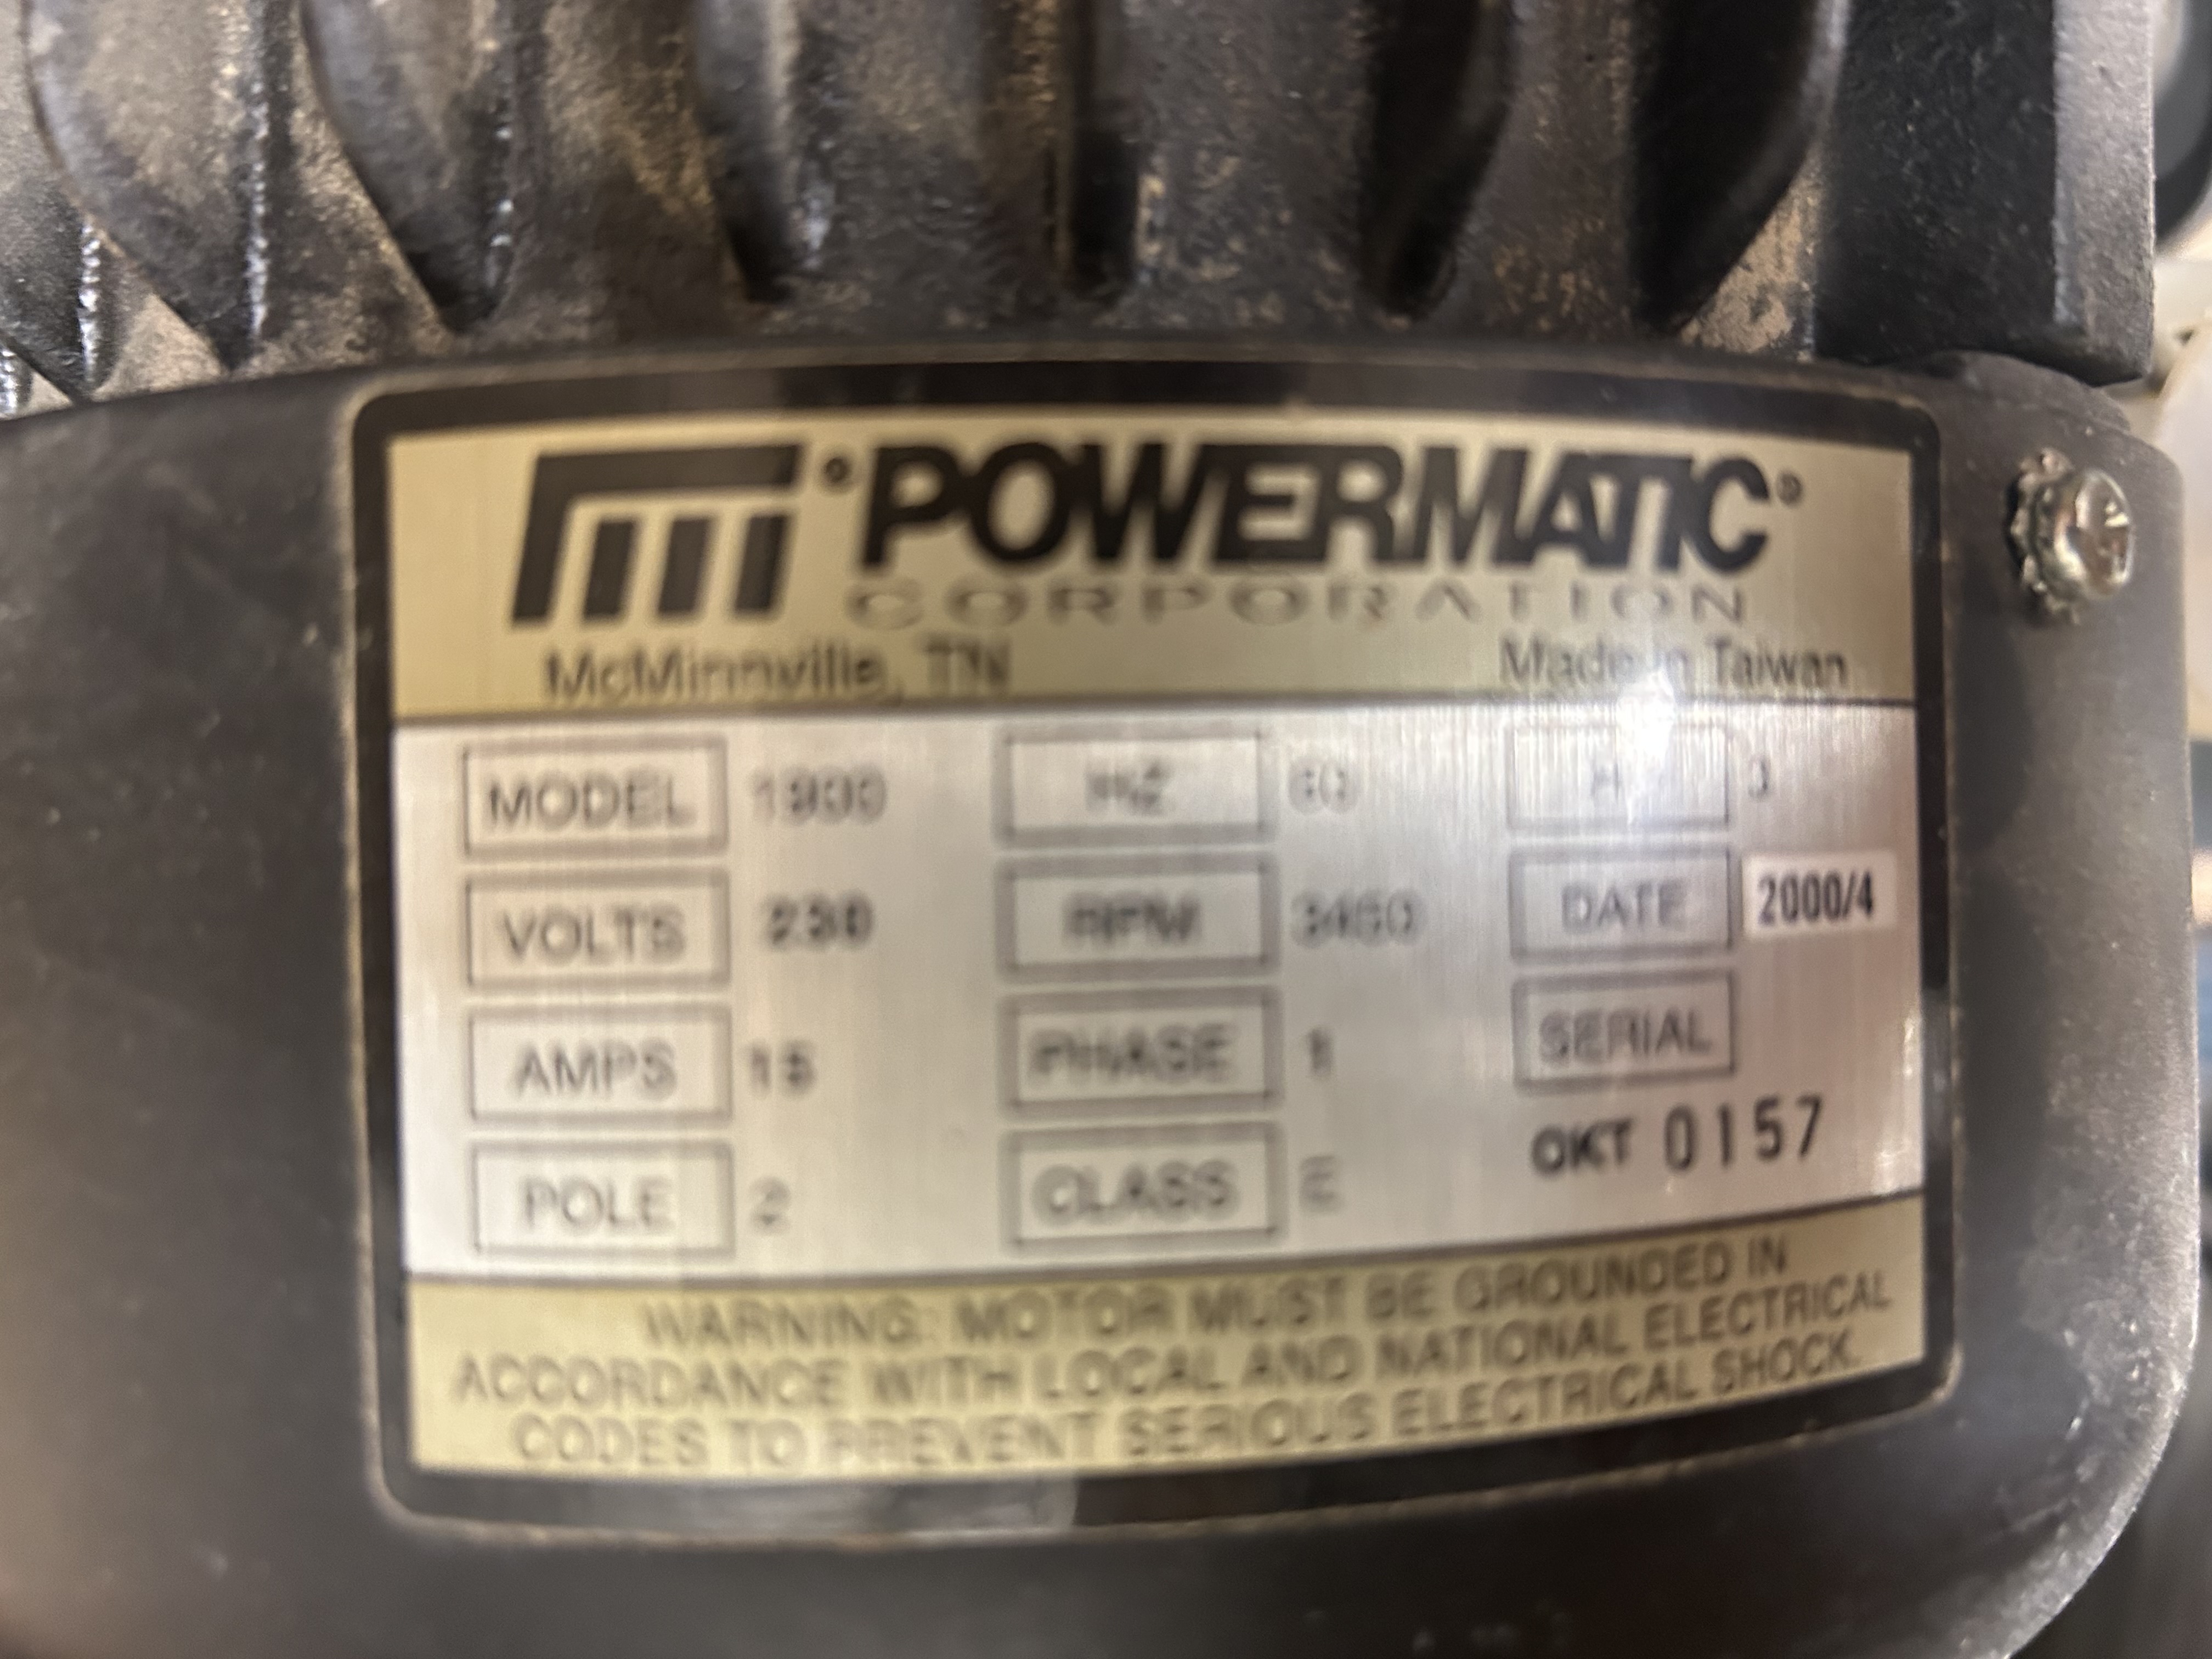 POWERMATIC
CORPORATION
McMinnville, TN Made in Taiwan
MODEL 1900 HZ 60 3
VOLTS 230 RPM 3450 DATE 2000/4
AMPS 15 PHASE 1 SERIAL
POLE 2 CLASS E OKT 0157
WARNING: MOTOR MUST BE GROUNDED IN
ACCORDANCE WITH LOCAL AND NATIONAL ELECTRICAL
CODES TO PREVENT SERIOUS ELECTRICAL SHOCK.